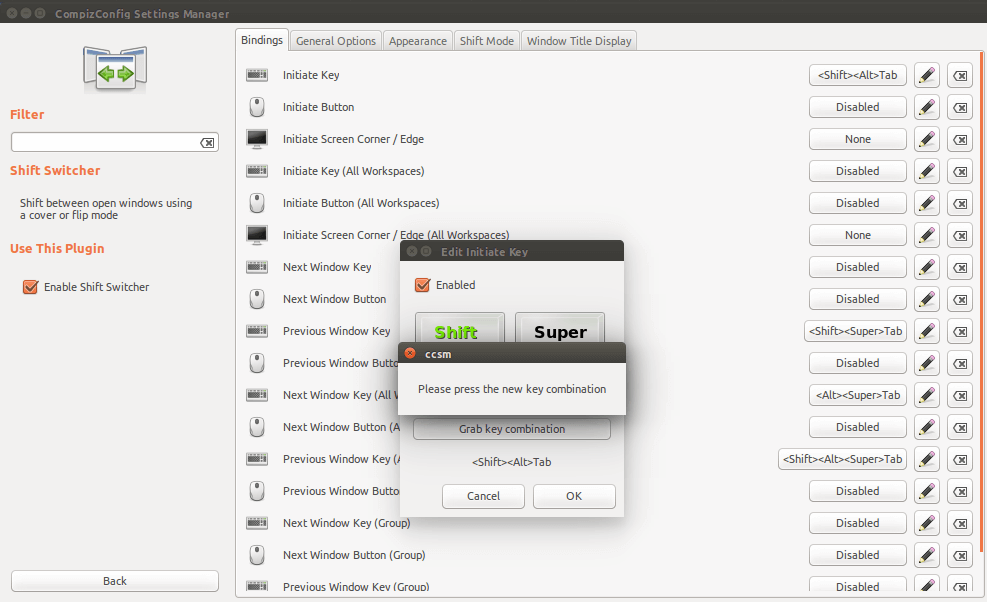 CompizConfig Settings Manager
Filter
Shift Switcher
Shift between open windows using
a cover or flip mode
Use This Plugin
Enable Shift Switcher
Back
Bindings General Options Appearance Shift Mode Window Title Display
Initiate Key <Shift><Alt>Tab
Initiate Button Disabled
Initiate Screen Corner / Edge None
Initiate Key (All Workspaces) Disabled
Initiate Button (All Workspaces) Disabled
Initiate Screen Corner / Edge (All Workspaces) None
Next Window Key Disabled
Next Window Button Disabled
Previous Window Key <Shift><Super>Tab
Previous Window Butto Disabled
Next Window Key (All W <Alt><Super>Tab
Next Window Button (A Disabled
Previous Window Key (A <Shift><Alt><Super>Tab
Previous Window Butto Disabled
Next Window Key (Group) Disabled
Next Window Button (Group) Disabled
Previous Window Key (Group) Disabled
Edit Initiate Key
Enabled
Shift Super
ccsm
Please press the new key combination
Grab key combination
<Shift><Alt>Tab
Cancel OK